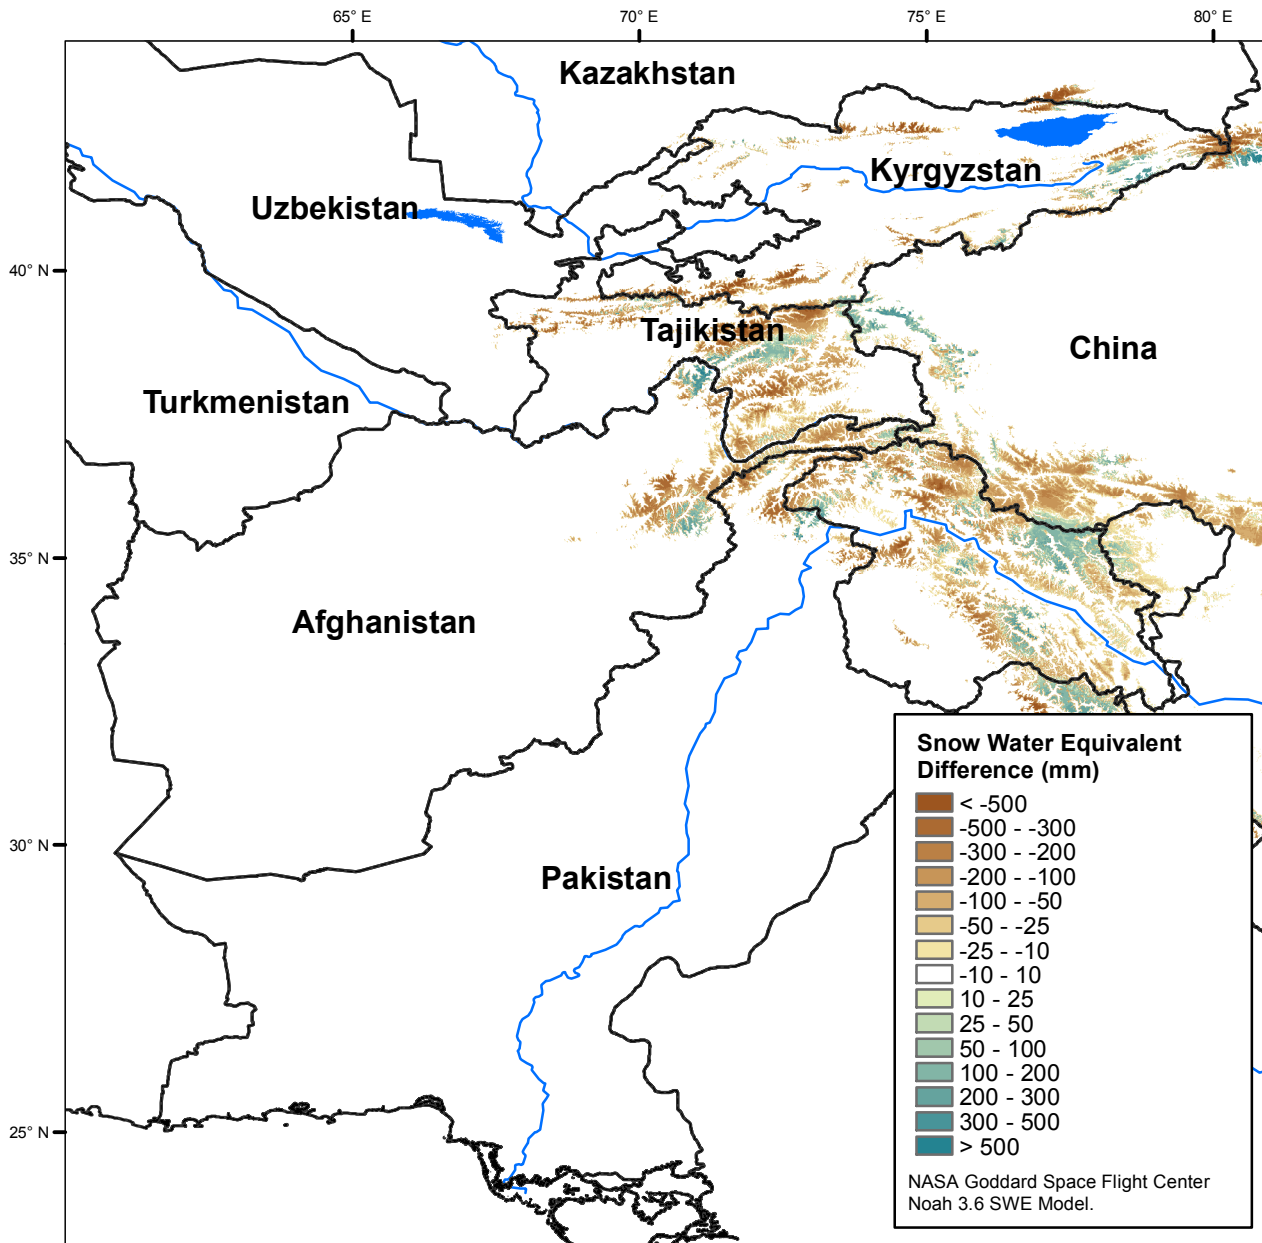 65° E
70° E
75° E
80° E
Kazakhstan
Kyrgyzstan
Uzbekistan
40° N
Tajikistan
China
Turkmenistan
35° N
Afghanistan
30° N
Pakistan
25° N
Snow Water Equivalent
Difference (mm)
< -500
-500 - -300
-300 - -200
-200 - -100
-100 - -50
-50 - -25
-25 - -10
-10 - 10
10 - 25
25 - 50
50 - 100
100 - 200
200 - 300
300 - 500
> 500
NASA Goddard Space Flight Center
Noah 3.6 SWE Model.